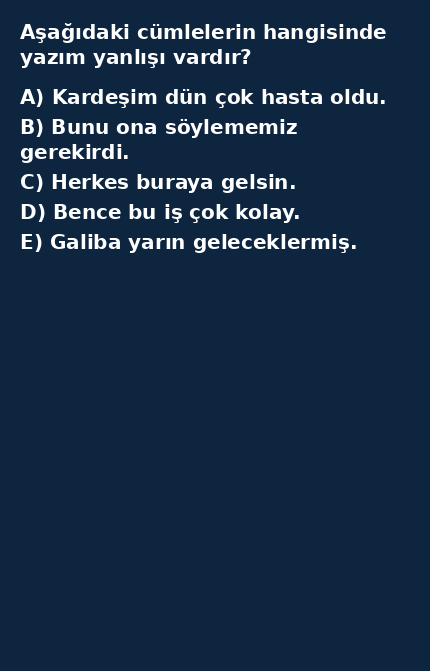 Aşağıdaki cümlelerin hangisinde
yazım yanlışı vardır?
A) Kardeşim dün çok hasta oldu.
B) Bunu ona söylememiz
gerekirdi.
C) Herkes buraya gelsin.
D) Bence bu iş çok kolay.
E) Galiba yarın geleceklermiş.